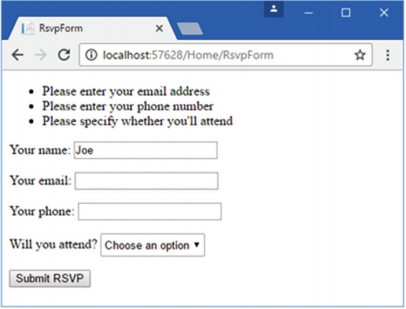 RsvpForm
localhost:57628/Home/RsvpForm
Please enter your email address
Please enter your phone number
Please specify whether you'll attend
Your name: Joe
Your email:
Your phone:
Will you attend? Choose an option
Submit RSVP